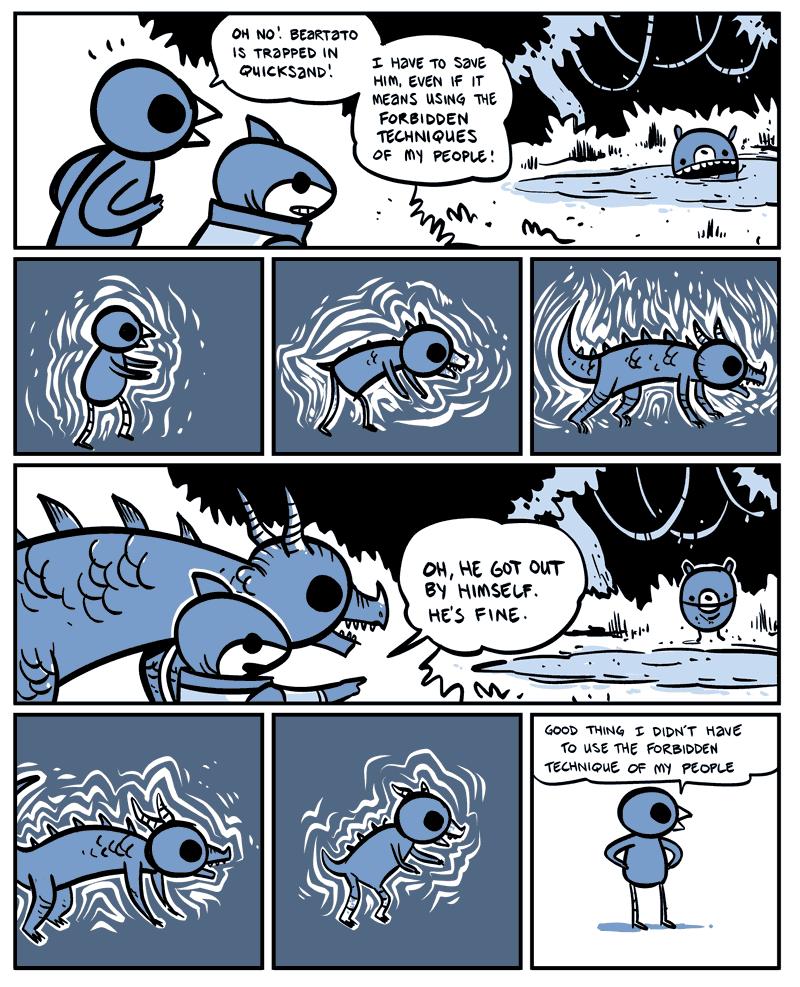 OH NO! BEARTATO
IS TRAPPED IN
QUICKSAND!
I HAVE TO SAVE
HIM, EVEN IF IT
MEANS USING THE
FORBIDDEN
TECHNIQUES
OF MY PEOPLE!
OH, HE GOT OUT
BY HIMSELF.
HE'S FINE.
GOOD THING I DIDN'T HAVE
TO USE THE FORBIDDEN
TECHNIQUE OF MY PEOPLE